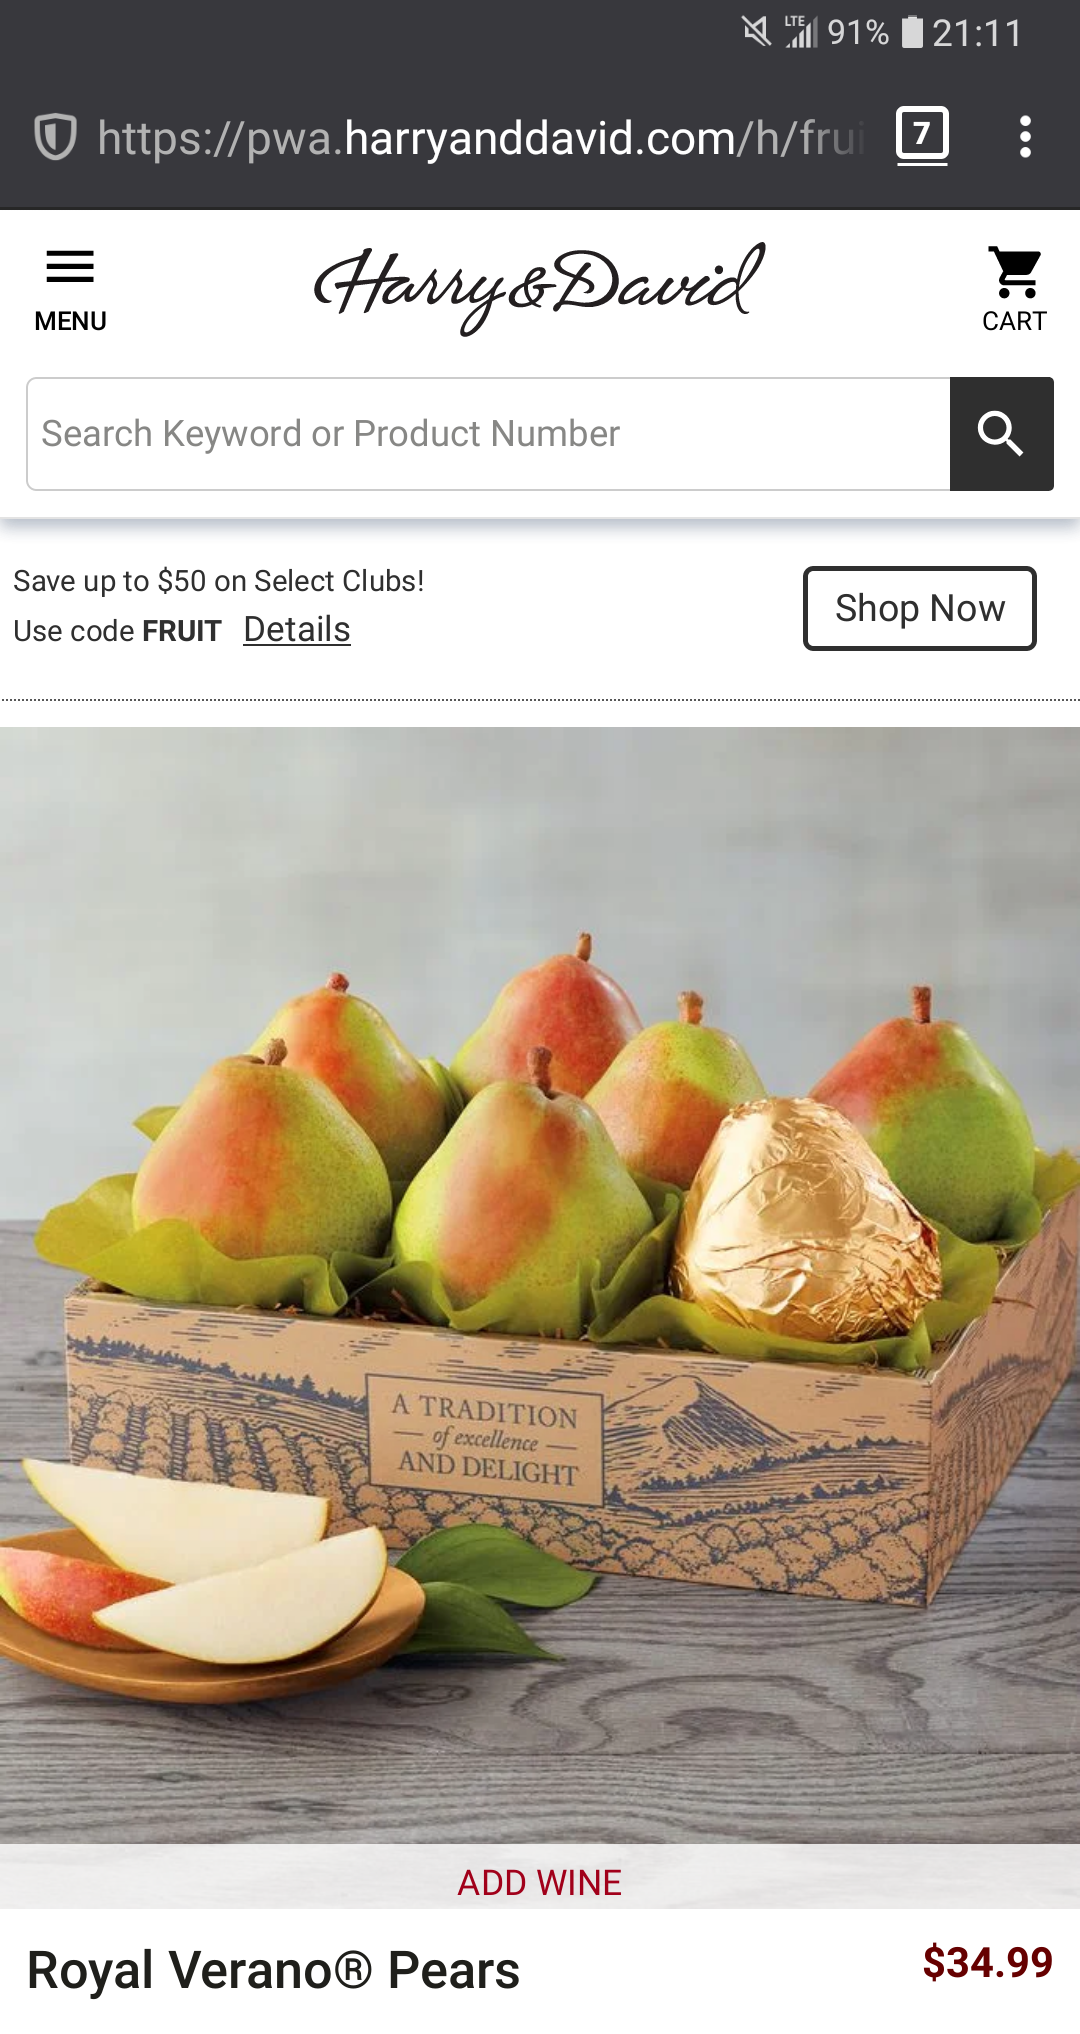 LTE 91% 21:11
https://pwa.harryanddavid.com/h/frui
7
MENU
Harry&David
CART
Search Keyword or Product Number
Save up to $50 on Select Clubs!
Use code FRUIT Details
Shop Now
A TRADITION
of excellence
AND DELIGHT
ADD WINE
Royal Verano® Pears
$34.99